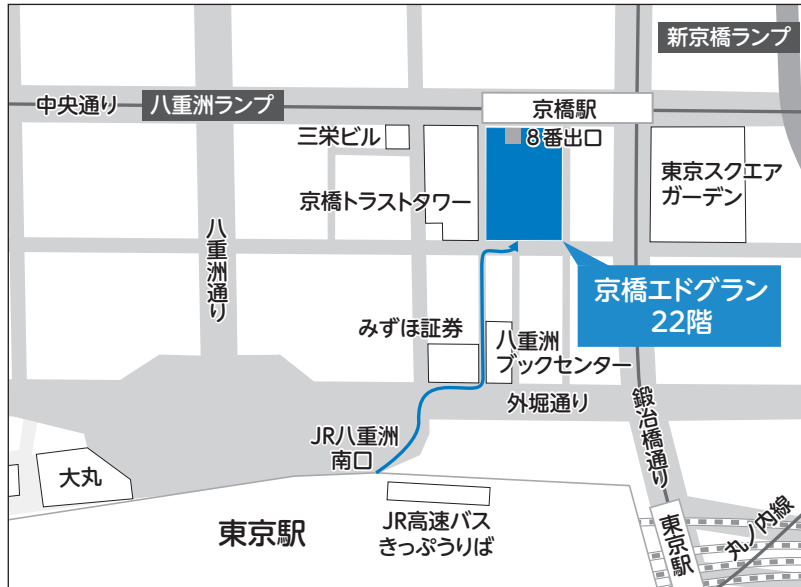 新京橋ランプ
中央通り
八重洲ランプ
京橋駅
三栄ビル
8番出口
東京スクエア
ガーデン
京橋トラストタワー
八重洲通り
京橋エドグラン
22階
みずほ証券
八重洲
ブックセンター
外堀通り
鍛冶橋通り
JR八重洲
南口
大丸
東京駅
JR高速バス
きっぷうりば
東京駅
丸ノ内線